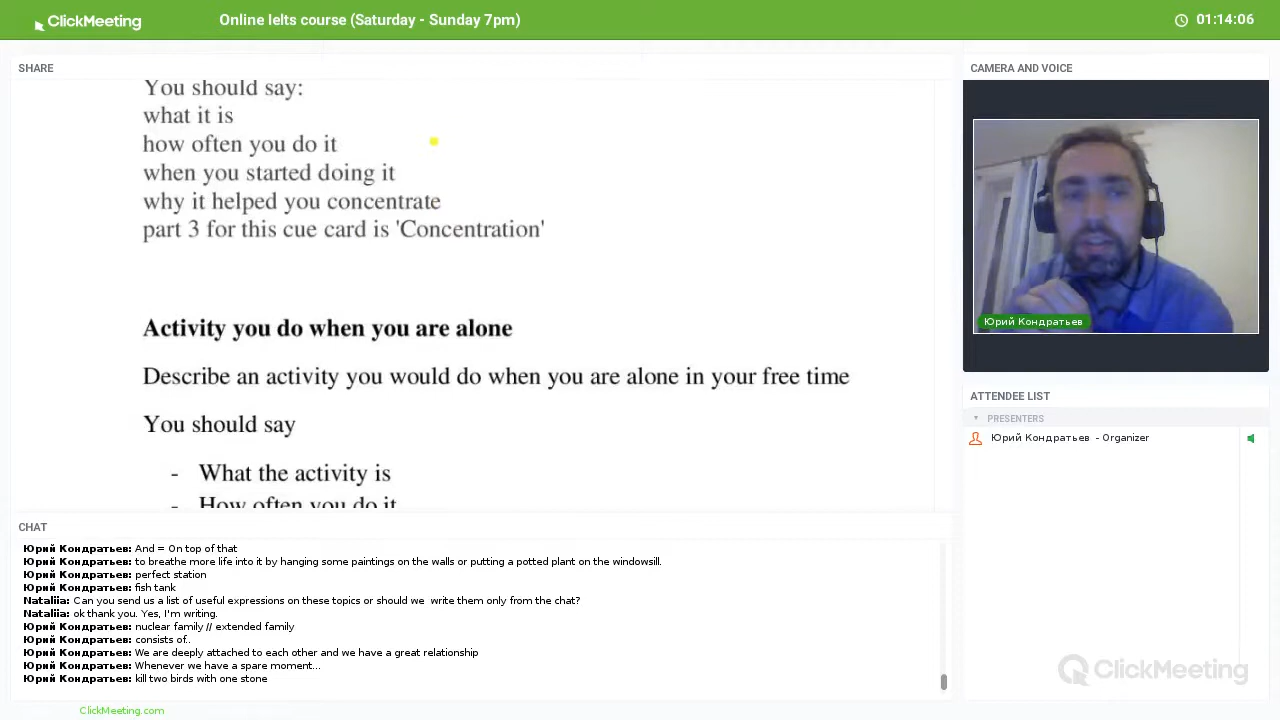 ClickMeeting
Online Ielts course (Saturday - Sunday 7pm)
01:14:06
SHARE
You should say:
what it is
how often you do it
when you started doing it
why it helped you concentrate
part 3 for this cue card is 'Concentration'
Activity you do when you are alone
Describe an activity you would do when you are alone in your free time
You should say
- What the activity is
- How often you do it
CAMERA AND VOICE
Юрий Кондратьев
ATTENDEE LIST
PRESENTERS
Юрий Кондратьев - Organizer
CHAT
Юрий Кондратьев: And = On top of that
Юрий Кондратьев: to breathe more life into it by hanging some paintings on the walls or putting a potted plant on the windowsill.
Юрий Кондратьев: perfect station
Юрий Кондратьев: fish tank
Nataliia: Can you send us a list of useful expressions on these topics or should we write them only from the chat?
Nataliia: ok thank you. Yes, I'm writing.
Юрий Кондратьев: nuclear family // extended family
Юрий Кондратьев: consists of..
Юрий Кондратьев: We are deeply attached to each other and we have a great relationship
Юрий Кондратьев: Whenever we have a spare moment...
Юрий Кондратьев: kill two birds with one stone
ClickMeeting
ClickMeeting.com